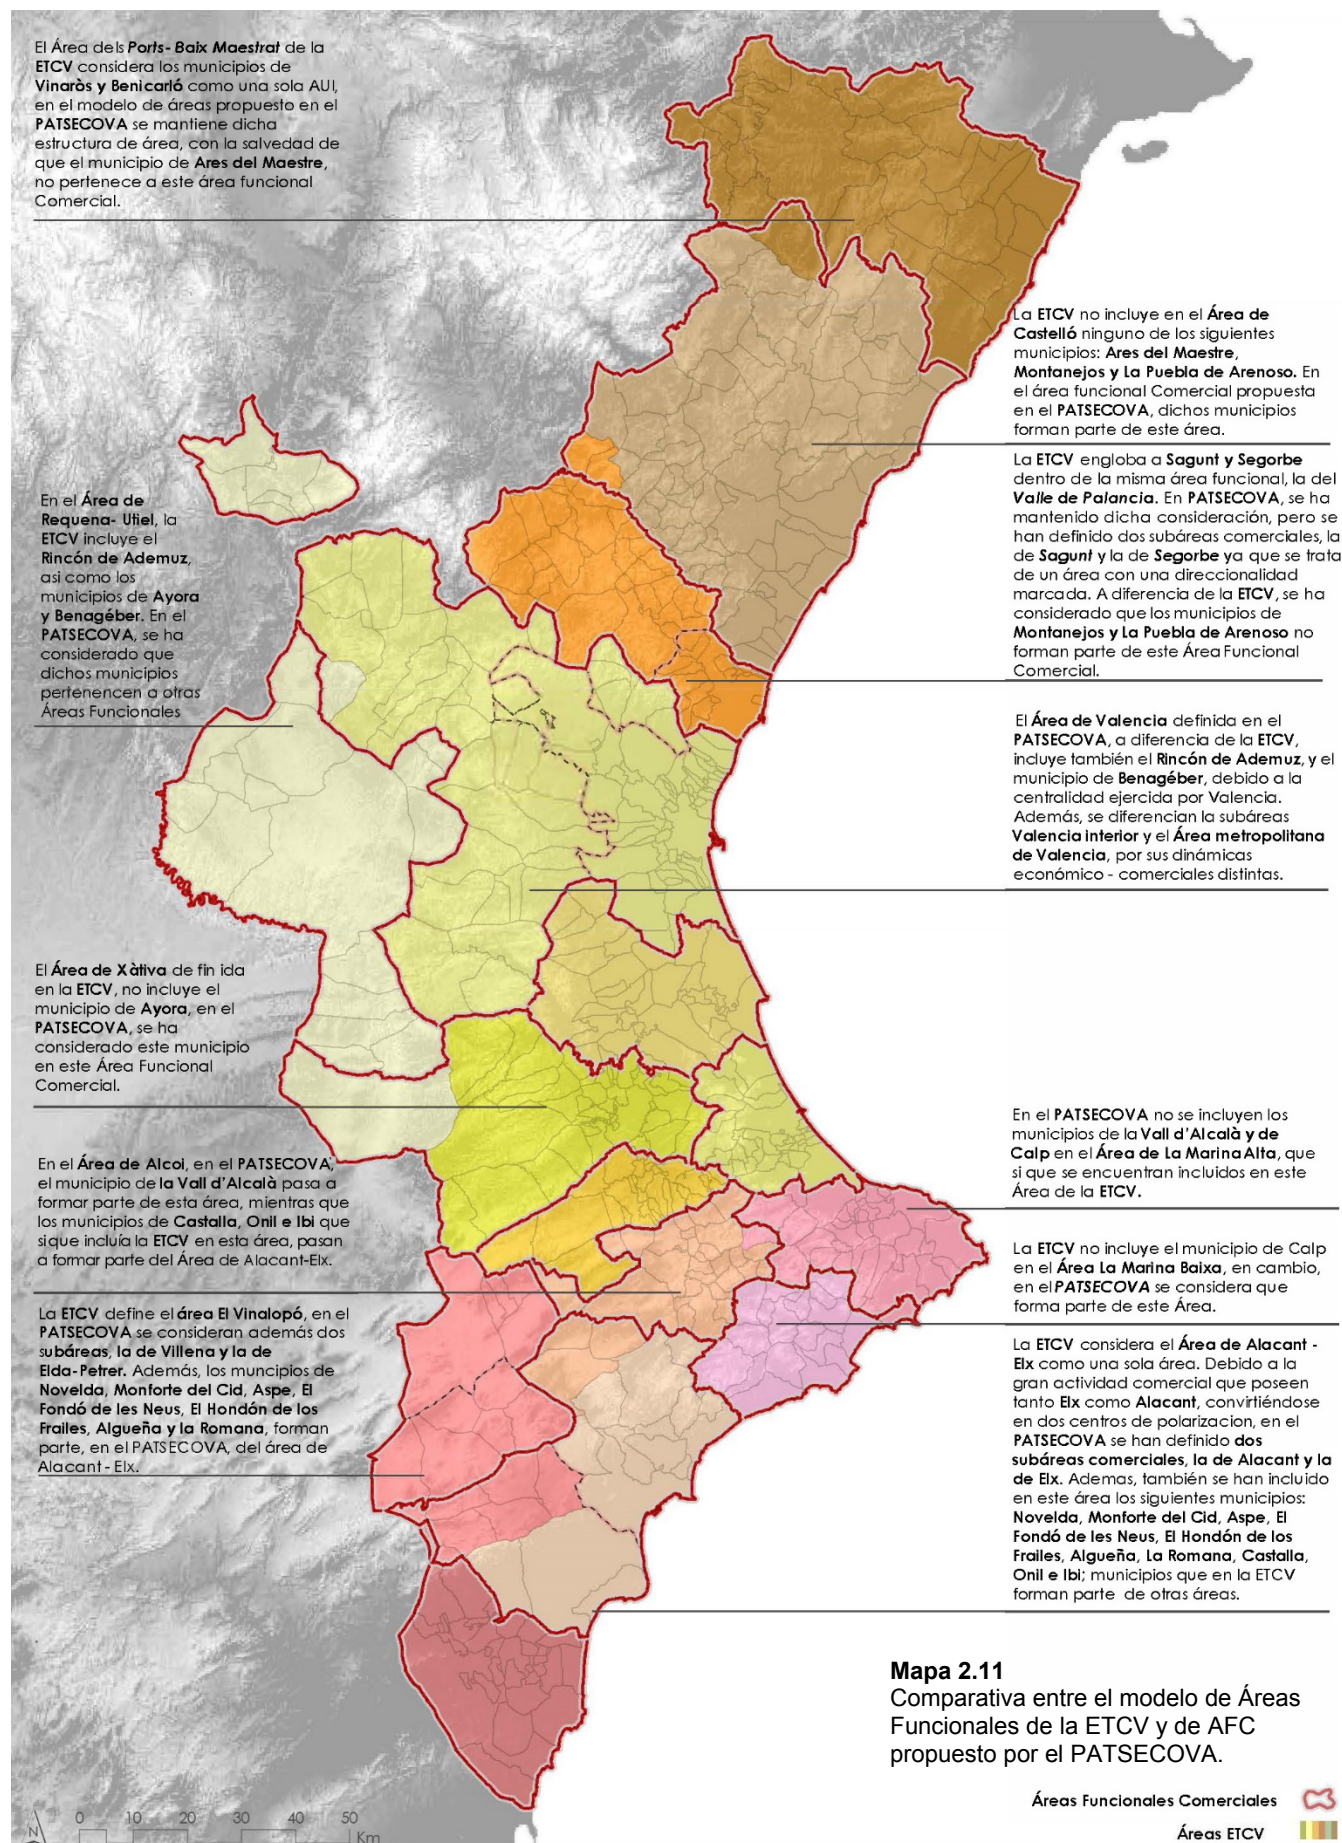 El Área dels Ports- Baix Maestrat de la
ETCV considera los municipios de
Vinaròs y Benicarló como una sola AUI,
en el modelo de áreas propuesto en el
PATSECOVA se mantiene dicha
estructura de área, con la salvedad de
que el municipio de Ares del Maestre,
no pertenece a este área funcional
Comercial.
La ETCV no incluye en el Área de
Castelló ninguno de los siguientes
municipios: Ares del Maestre,
Montanejos y La Puebla de Arenoso. En
el área funcional Comercial propuesta
en el PATSECOVA, dichos municipios
forman parte de este área.
La ETCV engloba a Sagunt y Segorbe
dentro de la misma área funcional, la del
Valle de Palancia. En PATSECOVA, se ha
mantenido dicha consideración, pero se
han definido dos subáreas comerciales, la
de Sagunt y la de Segorbe ya que se trata
de un área con una direccionalidad
marcada. A diferencia de la ETCV, se ha
considerado que los municipios de
Montanejos y La Puebla de Arenoso no
forman parte de este Área Funcional
Comercial.
En el Área de
Requena- Utiel, la
ETCV incluye el
Rincón de Ademuz,
asi como los
municipios de Ayora
y Benagéber. En el
PATSECOVA, se ha
considerado que
dichos municipios
pertenencen a otras
Áreas Funcionales
El Área de Valencia definida en el
PATSECOVA, a diferencia de la ETCV,
incluye también el Rincón de Ademuz, y el
municipio de Benagéber, debido a la
centralidad ejercida por Valencia.
Además, se diferencian la subáreas
Valencia interior y el Área metropolitana
de Valencia, por sus dinámicas
económico - comerciales distintas.
El Área de Xàtiva de fin ida
en la ETCV, no incluye el
municipio de Ayora, en el
PATSECOVA, se ha
considerado este municipio
en este Área Funcional
Comercial.
En el PATSECOVA no se incluyen los
municipios de la Vall d'Alcalà y de
Calp en el Área de La Marina Alta, que
si que se encuentran incluidos en este
Área de la ETCV.
En el Área de Alcoi, en el PATSECOVA,
el municipio de la Vall d'Alcalà pasa a
formar parte de esta área, mientras que
los municipios de Castalla, Onil e Ibi que
si que incluía la ETCV en esta área, pasan
a formar parte del Área de Alacant-Elx.
La ETCV no incluye el municipio de Calp
en el Área La Marina Baixa, en cambio,
en el PATSECOVA se considera que
forma parte de este Área.
La ETCV define el área El Vinalopó, en el
PATSECOVA se consideran además dos
subáreas, la de Villena y la de
Elda-Petrer. Además, los muncipios de
Novelda, Monforte del Cid, Aspe, El
Fondó de les Neus, El Hondón de los
Frailes, Algueña y la Romana, forman
parte, en el PATSECOVA, del área de
Alacant - Elx.
La ETCV considera el Área de Alacant -
Elx como una sola área. Debido a la
gran actividad comercial que poseen
tanto Elx como Alacant, convirtiéndose
en dos centros de polarizacion, en el
PATSECOVA se han definido dos
subáreas comerciales, la de Alacant y la
de Elx. Ademas, también se han incluido
en este área los siguientes municipios:
Novelda, Monforte del Cid, Aspe, El
Fondó de les Neus, El Hondón de los
Frailes, Algueña, La Romana, Castalla,
Onil e Ibi; municipios que en la ETCV
forman parte de otras áreas.
Mapa 2.11
Comparativa entre el modelo de Áreas
Funcionales de la ETCV y de AFC
propuesto por el PATSECOVA.
Áreas Funcionales Comerciales
Áreas ETCV
N
0 10 20 30 40 50
Km